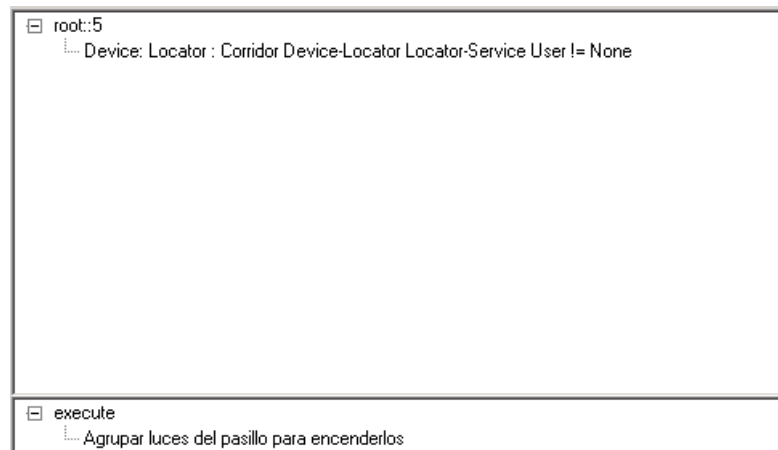 root::5
Device: Locator : Corridor Device-Locator Locator-Service User != None
execute
Agrupar luces del pasillo para encenderlos